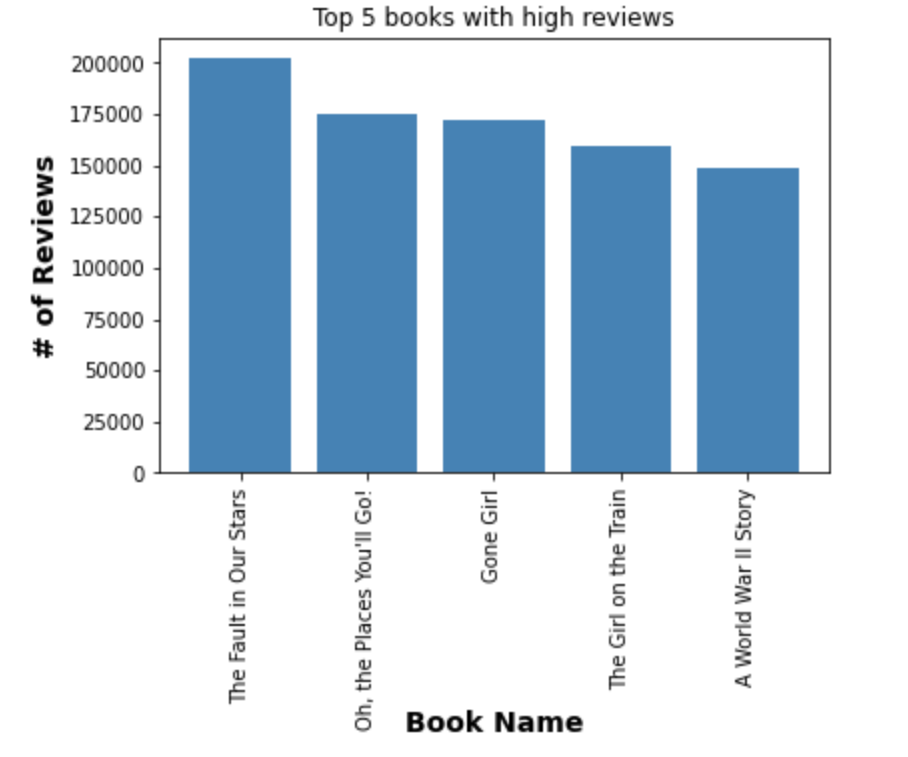 Top 5 books with high reviews
# of Reviews
200000
175000
150000
125000
100000
75000
50000
25000
0
The Fault in Our Stars
Oh, the Places You'll Go!
Gone Girl
The Girl on the Train
A World War II Story
Book Name